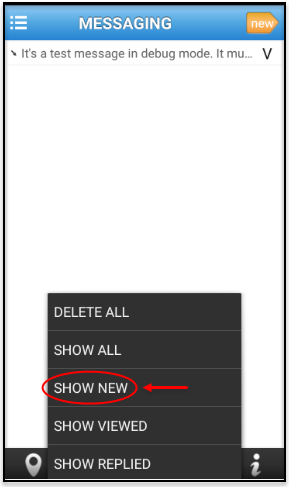 MESSAGING
new
It's a test message in debug mode. It mu... V
DELETE ALL
SHOW ALL
SHOW NEW
SHOW VIEWED
SHOW REPLIED
i